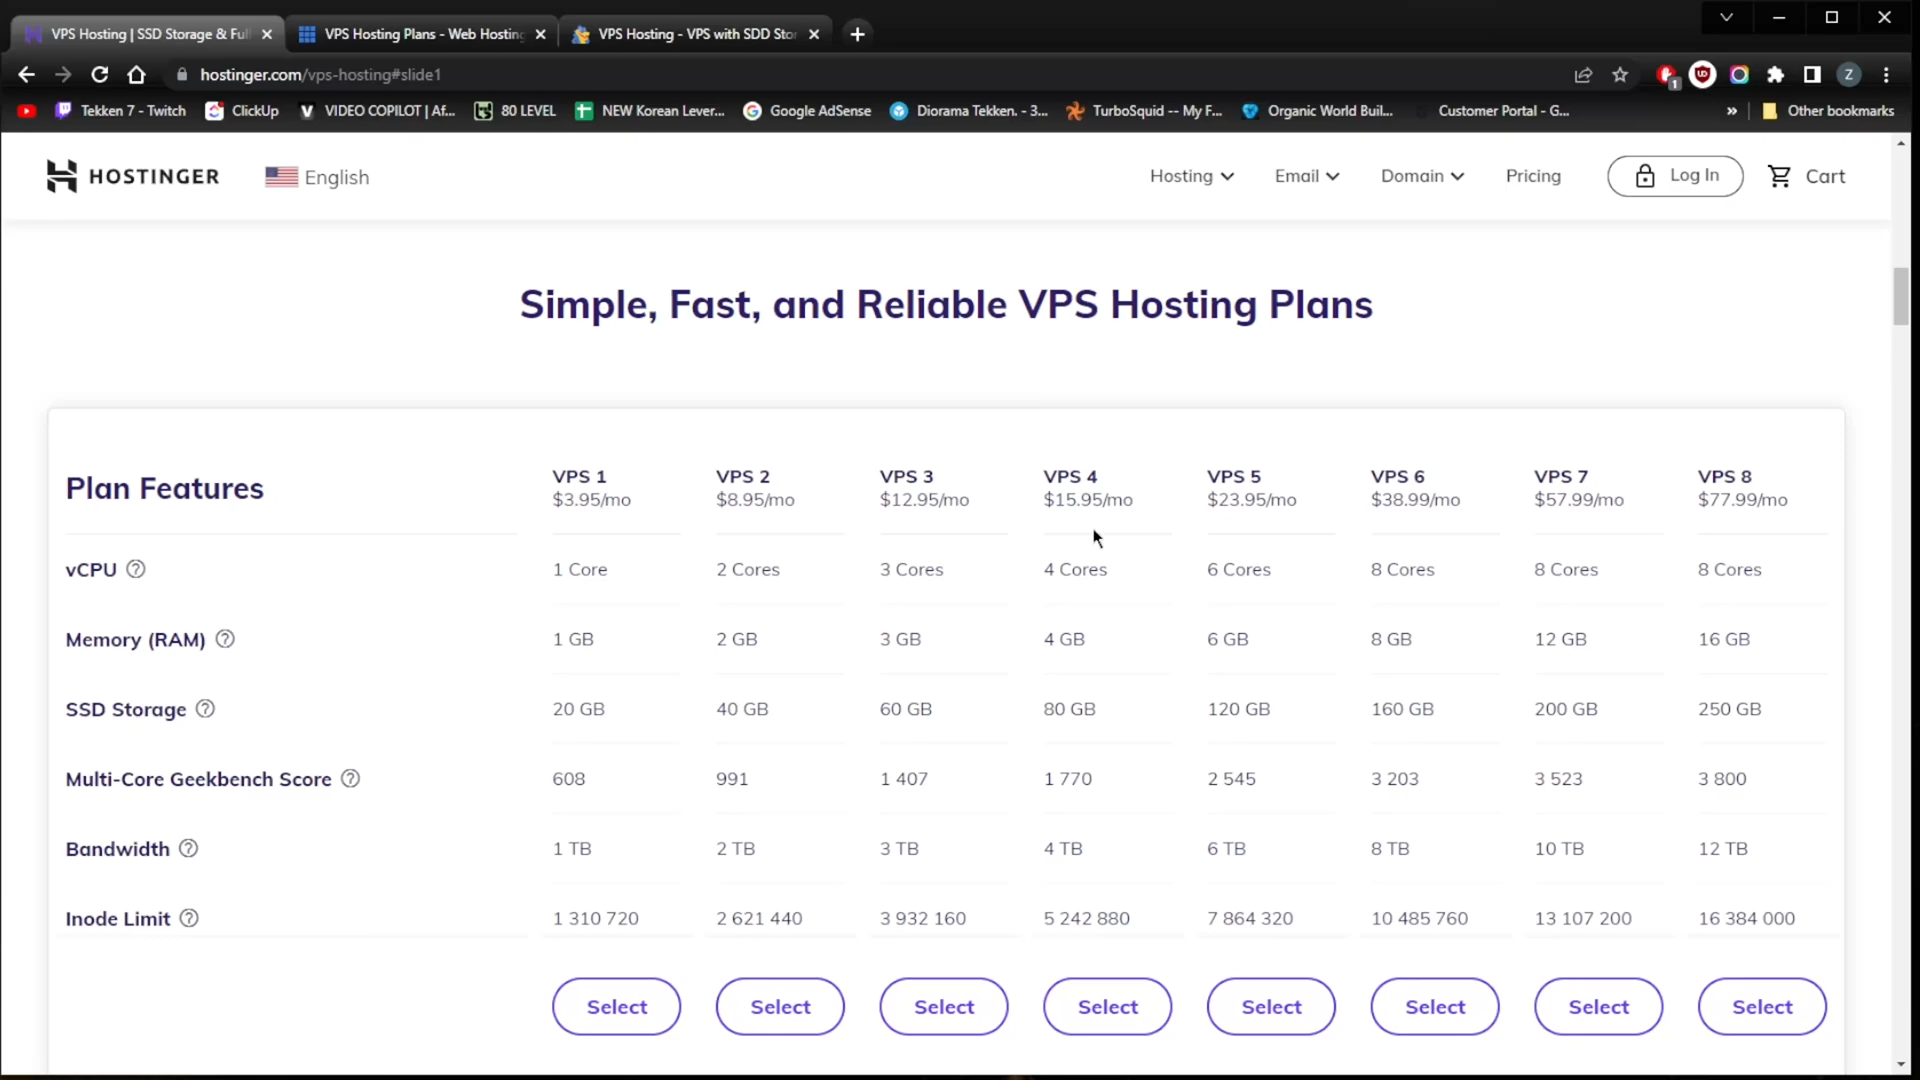 VPS Hosting | SSD Storage & Ful
VPS Hosting Plans - Web Hosting
VPS Hosting - VPS with SDD Stor
hostinger.com/vps-hosting#slide1
1
Z
Tekken 7 - Twitch
ClickUp
VIDEO COPILOT | Af...
80 LEVEL
NEW Korean Lever...
Google AdSense
Diorama Tekken. - 3...
TurboSquid -- My F...
Organic World Buil...
Customer Portal - G...
»
Other bookmarks
HOSTINGER
English
Hosting
Email
Domain
Pricing
Log In
Cart
Simple, Fast, and Reliable VPS Hosting Plans
Plan Features
VPS 1 VPS 2 VPS 3 VPS 4 VPS 5 VPS 6 VPS 7 VPS 8
$3.95/mo $8.95/mo $12.95/mo $15.95/mo $23.95/mo $38.99/mo $57.99/mo $77.99/mo
vCPU ? 1 Core 2 Cores 3 Cores 4 Cores 6 Cores 8 Cores 8 Cores 8 Cores
Memory (RAM) ? 1 GB 2 GB 3 GB 4 GB 6 GB 8 GB 12 GB 16 GB
SSD Storage ? 20 GB 40 GB 60 GB 80 GB 120 GB 160 GB 200 GB 250 GB
Multi-Core Geekbench Score ? 608 991 1 407 1 770 2 545 3 203 3 523 3 800
Bandwidth ? 1 TB 2 TB 3 TB 4 TB 6 TB 8 TB 10 TB 12 TB
Inode Limit ? 1 310 720 2 621 440 3 932 160 5 242 880 7 864 320 10 485 760 13 107 200 16 384 000
Select Select Select Select Select Select Select Select